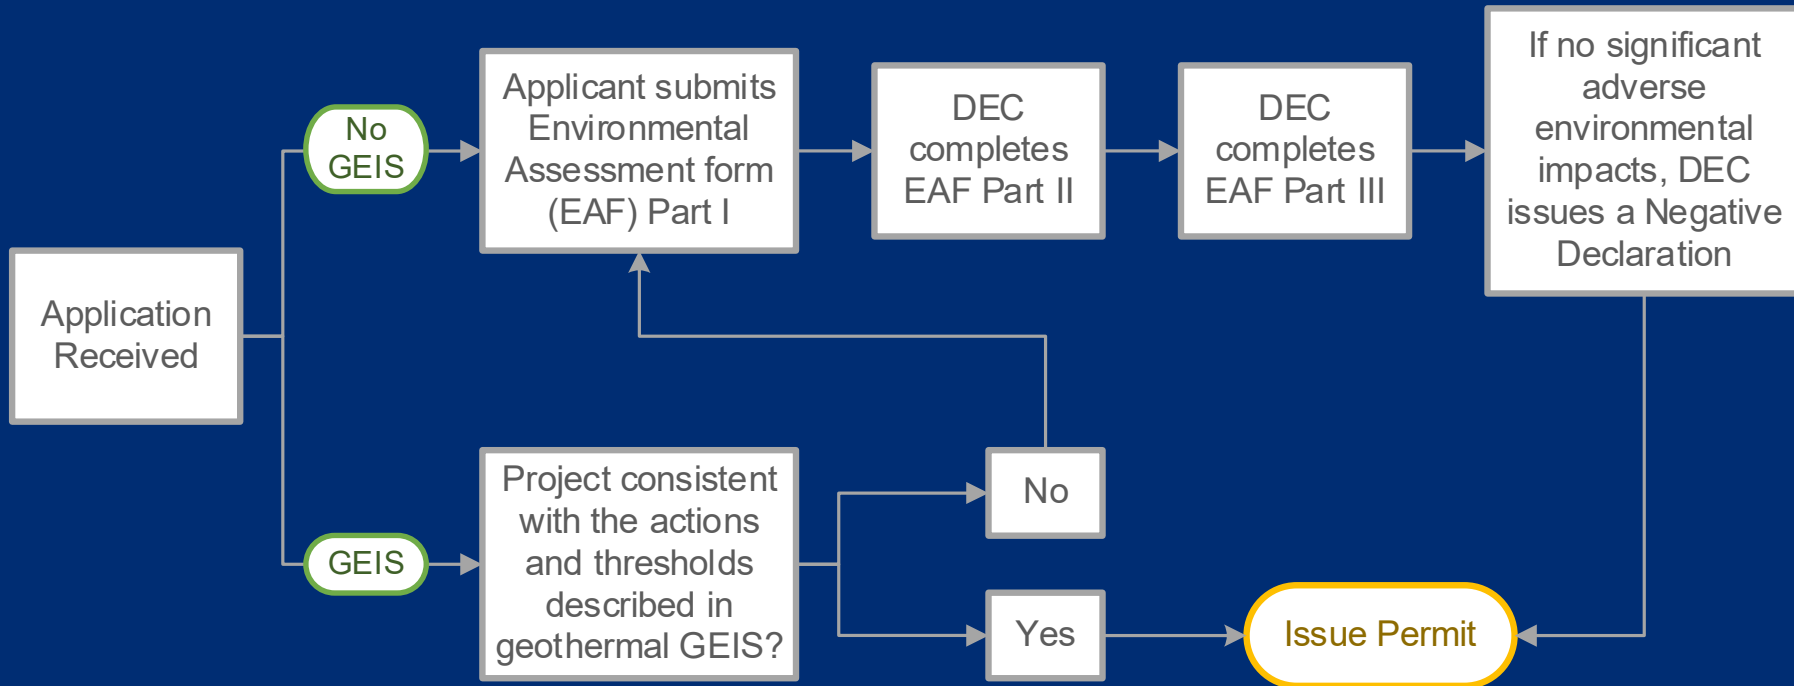 Application
Received
No
GEIS
Applicant submits
Environmental
Assessment form
(EAF) Part I
DEC
completes
EAF Part II
DEC
completes
EAF Part III
If no significant
adverse
environmental
impacts, DEC
issues a Negative
Declaration
GEIS
Project consistent
with the actions
and thresholds
described in
geothermal GEIS?
No
Yes
Issue Permit